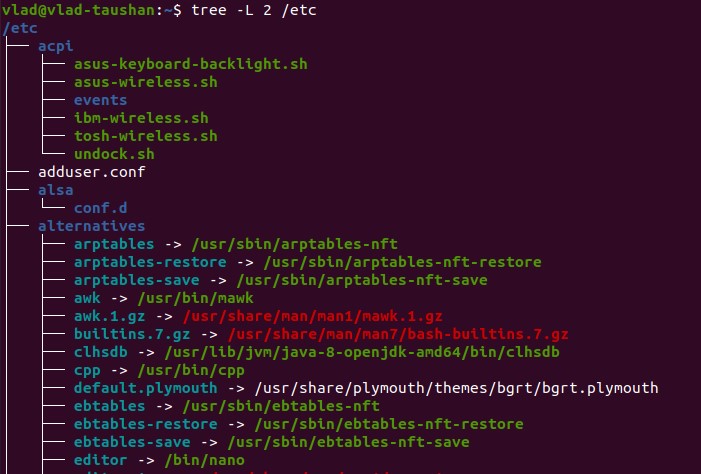 vlad@vlad-taushan:~$ tree -L 2 /etc
/etc
├── acpi
│   ├── asus-keyboard-backlight.sh
│   ├── asus-wireless.sh
│   ├── events
│   ├── ibm-wireless.sh
│   ├── tosh-wireless.sh
│   └── undock.sh
├── adduser.conf
├── alsa
│   └── conf.d
├── alternatives
│   ├── arptables -> /usr/sbin/arptables-nft
│   ├── arptables-restore -> /usr/sbin/arptables-nft-restore
│   ├── arptables-save -> /usr/sbin/arptables-nft-save
│   ├── awk -> /usr/bin/mawk
│   ├── awk.1.gz -> /usr/share/man/man1/mawk.1.gz
│   ├── builtins.7.gz -> /usr/share/man/man7/bash-builtins.7.gz
│   ├── clhsdb -> /usr/lib/jvm/java-8-openjdk-amd64/bin/clhsdb
│   ├── cpp -> /usr/bin/cpp
│   ├── default.plymouth -> /usr/share/plymouth/themes/bgrt/bgrt.plymouth
│   ├── ebtables -> /usr/sbin/ebtables-nft
│   ├── ebtables-restore -> /usr/sbin/ebtables-nft-restore
│   ├── ebtables-save -> /usr/sbin/ebtables-nft-save
│   ├── editor -> /bin/nano